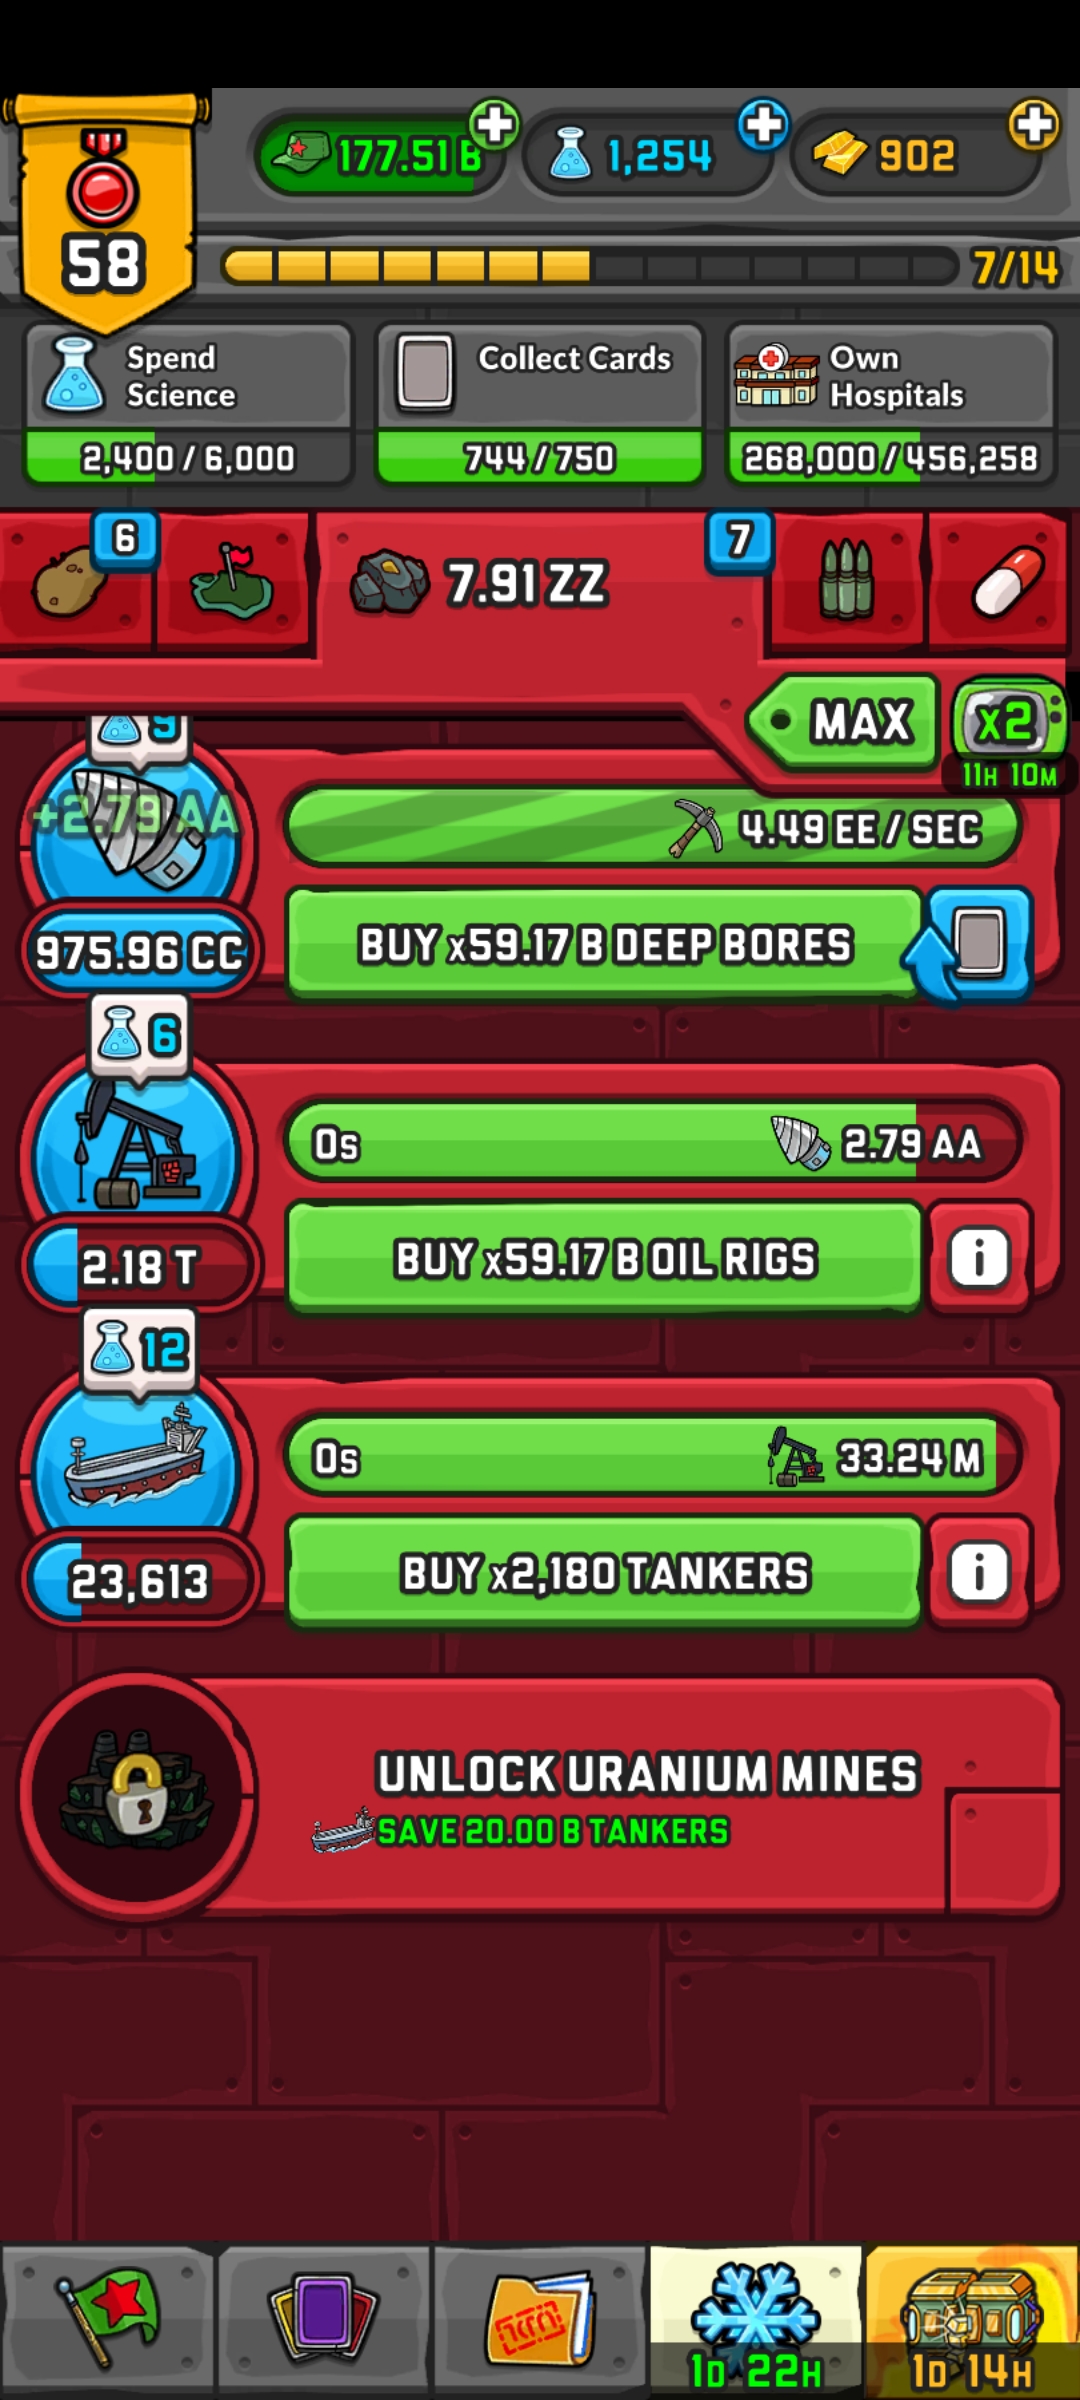 177.51 B
1,254
902
58
7/14
Spend
Science
2,400 / 6,000
Collect Cards
744 / 750
Own
Hospitals
268,000 / 456,258
6
7.91 ZZ
7
MAX
x2
11H 10M
9
+2.79 AA
4.49 EE / SEC
975.96 CC
BUY x59.17 B DEEP BORES
6
0s
2.79 AA
2.18 T
BUY x59.17 B OIL RIGS
i
12
0s
33.24 M
23,613
BUY x2,180 TANKERS
i
UNLOCK URANIUM MINES
SAVE 20.00 B TANKERS
1D 22H
1D 14H